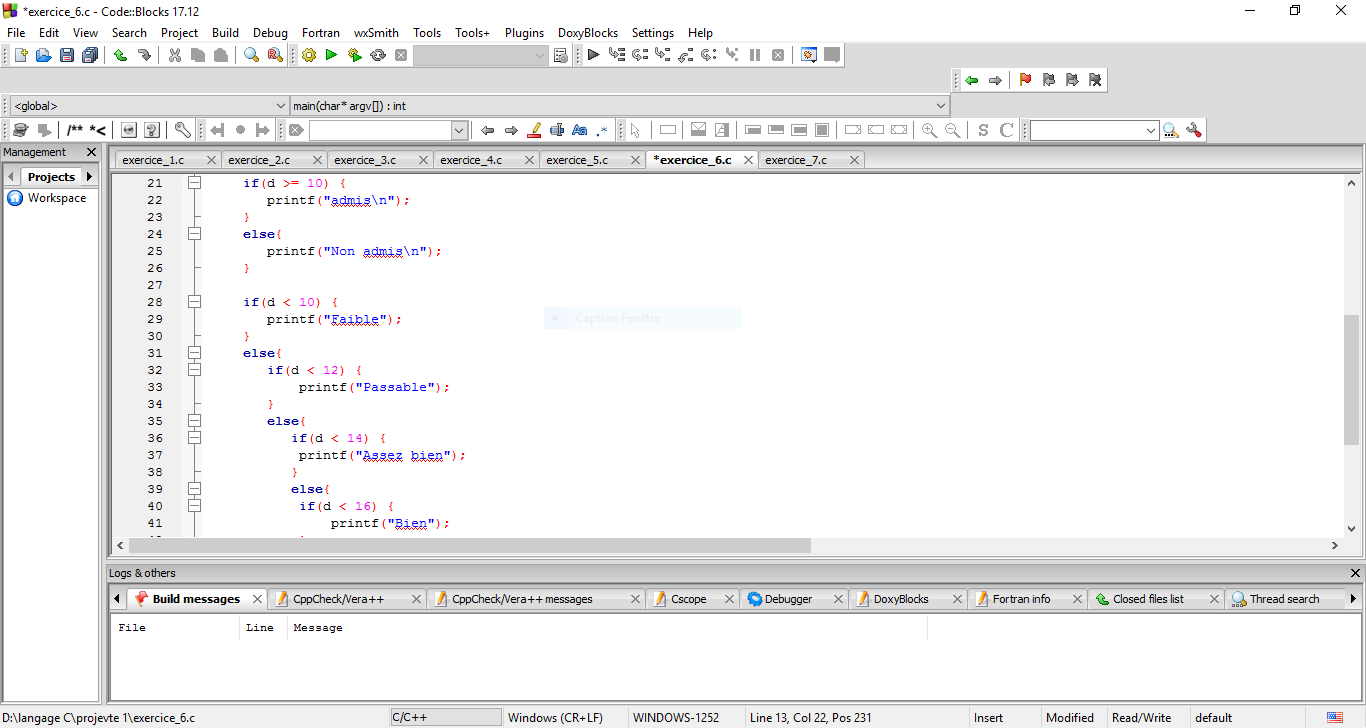 *exercice_6.c - Code::Blocks 17.12
File Edit View Search Project Build Debug Fortran wxSmith Tools Tools+ Plugins DoxyBlocks Settings Help
<global> main(char* argv[]) : int
/** *< Aa .* S C
Management
exercice_1.c exercice_2.c exercice_3.c exercice_4.c exercice_5.c *exercice_6.c exercice_7.c
Projects
Workspace
21 if(d >= 10) {
22 printf("admis\n");
23 }
24 else{
25 printf("Non admis\n");
26 }
27
28 if(d < 10) {
29 printf("Faible");
30 }
31 else{
32 if(d < 12) {
33 printf("Passable");
34 }
35 else{
36 if(d < 14) {
37 printf("Assez bien");
38 }
39 else{
40 if(d < 16) {
41 printf("Bien");
Capture Fenêtre
Logs & others
Build messages CppCheck/Vera++ CppCheck/Vera++ messages Cscope Debugger DoxyBlocks Fortran info Closed files list Thread search
File Line Message
D:\langage C\projevte 1\exercice_6.c C/C++ Windows (CR+LF) WINDOWS-1252 Line 13, Col 22, Pos 231 Insert Modified Read/Write default